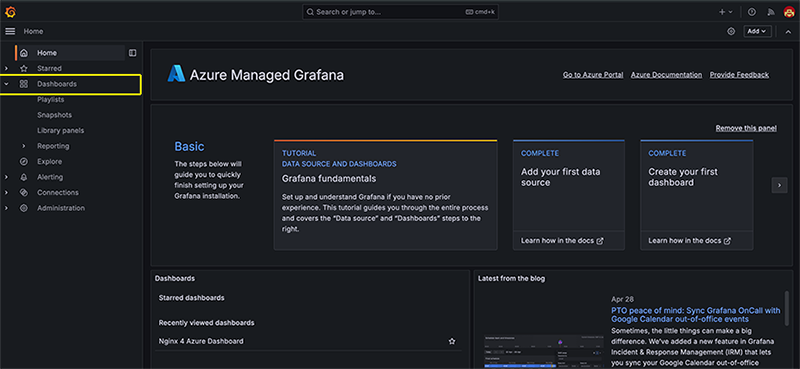 Search or jump to...
cmd+k
Home
Add
Home
Starred
Dashboards
Playlists
Snapshots
Library panels
Reporting
Explore
Alerting
Connections
Administration
Azure Managed Grafana
Go to Azure Portal
Azure Documentation
Provide Feedback
Remove this panel
Basic
The steps below will
guide you to quickly
finish setting up your
Grafana installation.
TUTORIAL
DATA SOURCE AND DASHBOARDS
Grafana fundamentals
Set up and understand Grafana if you have no prior
experience. This tutorial guides you through the entire process
and covers the “Data source” and “Dashboards” steps to the
right.
COMPLETE
Add your first data
source
Learn how in the docs
COMPLETE
Create your first
dashboard
Learn how in the docs
Dashboards
Starred dashboards
Recently viewed dashboards
Nginx 4 Azure Dashboard
Latest from the blog
Apr 28
PTO peace of mind: Sync Grafana OnCall with
Google Calendar out-of-office events
Sometimes, the little things can make a big
difference. We’ve added a new feature in Grafana
Incident & Response Management (IRM) that lets
you sync your Google Calendar out-of-office